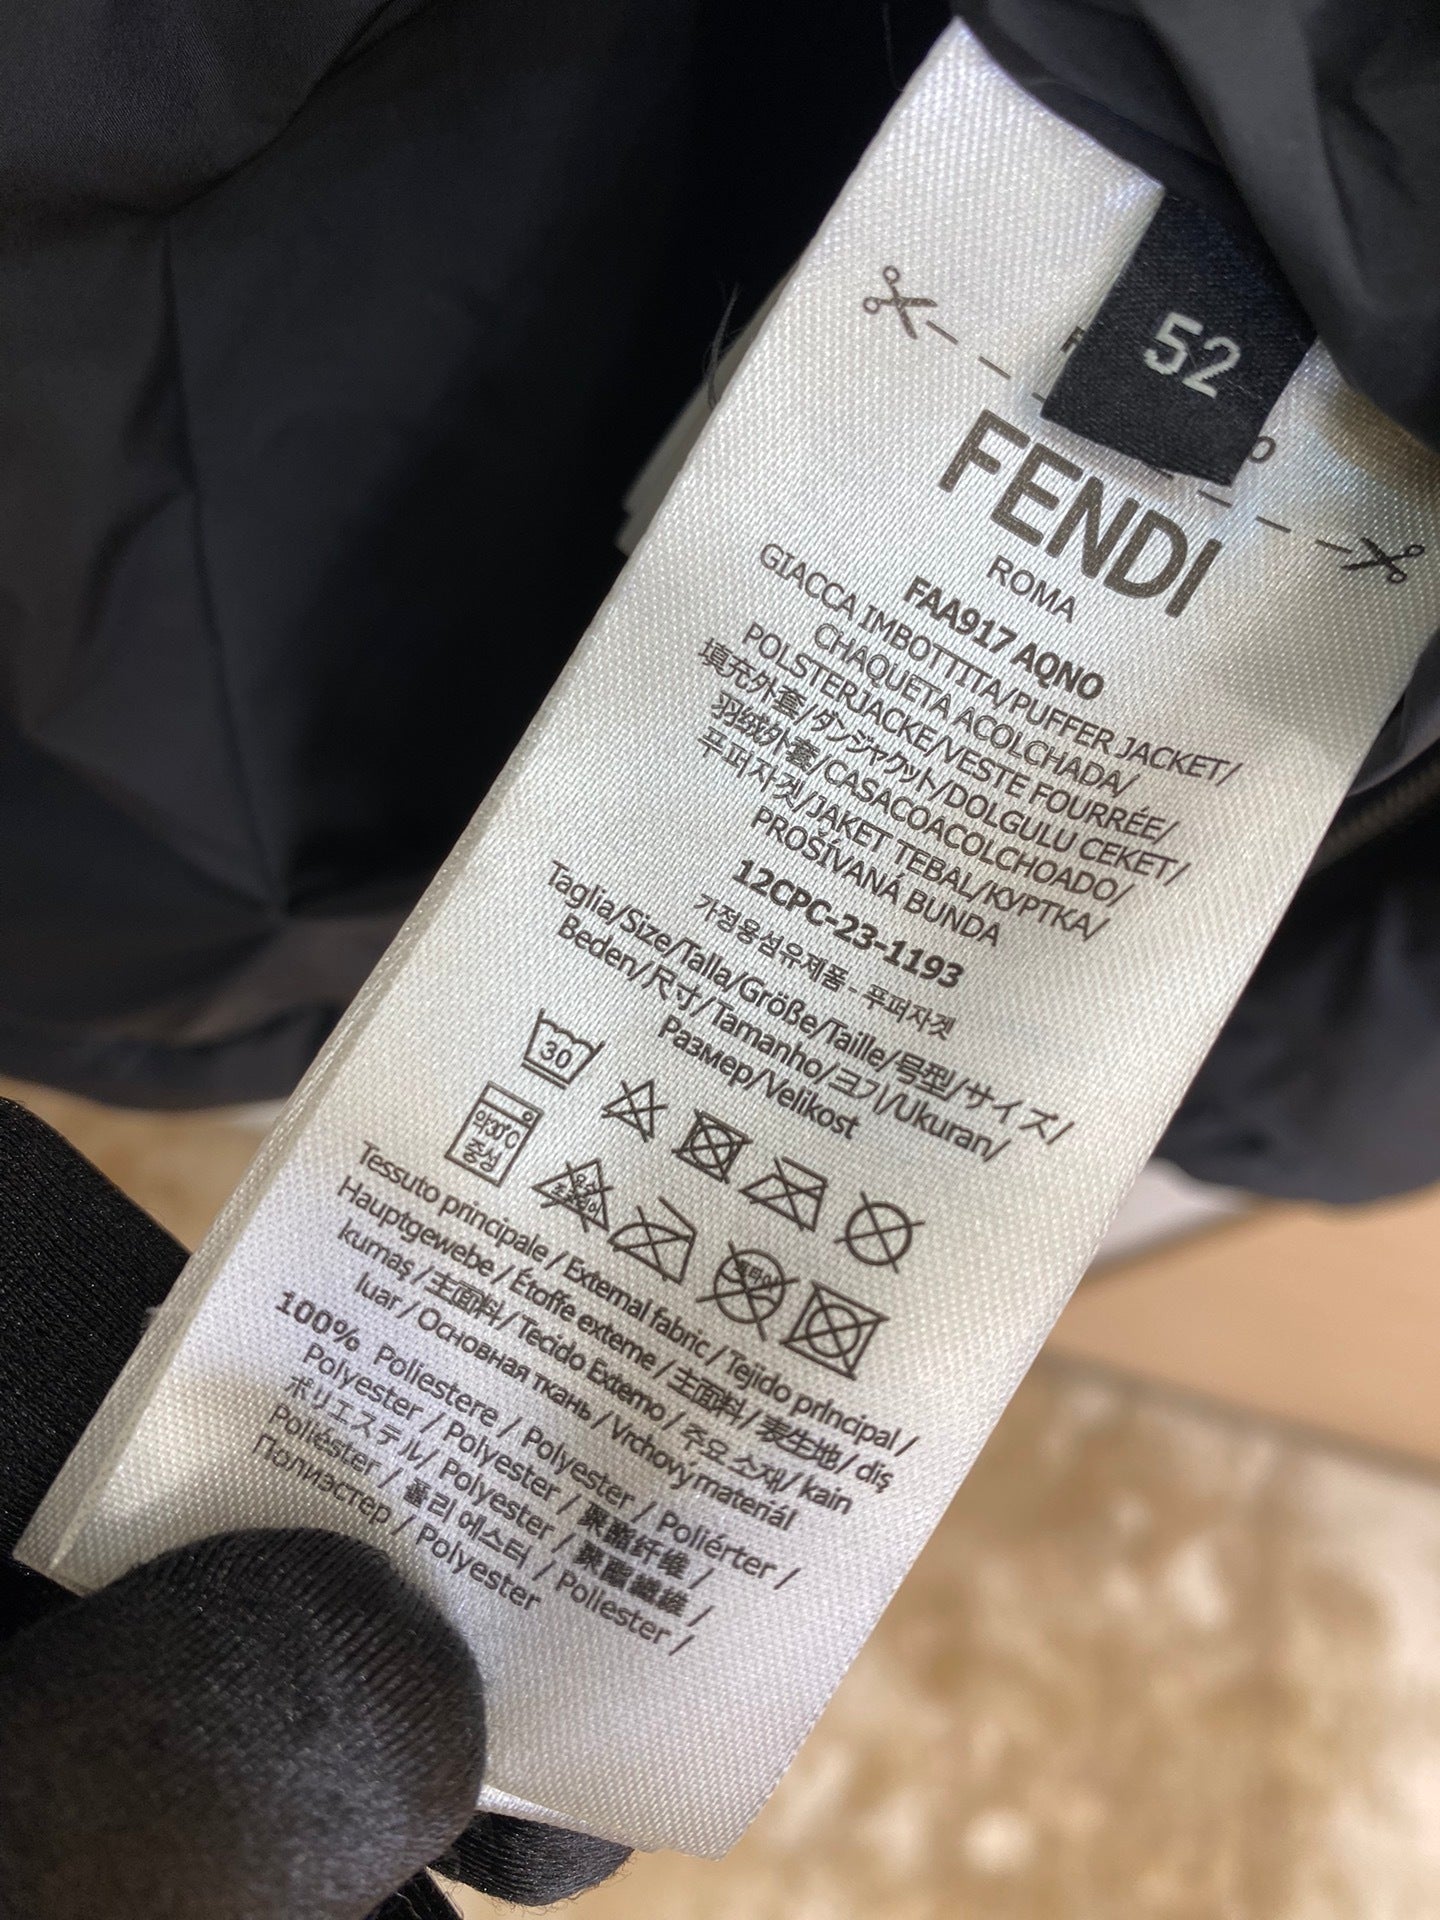 52
FENDI
ROMA
FAA917 AQNO
GIACCA IMBOTTITA/PUFFER JACKET/
CHAQUETA ACOLCHADA/
POLSTERJACKE/VESTE FOURRÉE/
填充外套/ダンジャケット/DOLGULU CEKET/
羽绒外套/CASACOACOLCHOADO/
푸퍼자켓/JAKET TEBAL/КУРТКА/
PROŠÍVANÁ BUNDA
12CPC-23-1193
가정용섬유제품 - 푸퍼자켓
Taglia/Size/Talla/Größe/Taille/号型/サイズ/
Beden/尺寸/Tamanho/크기/Ukuran/
Размер/Velikost
30
약30℃
중성
Tessuto principale / External fabric / Tejido principal /
Hauptgewebe / Étoffe externe / 主面料 / 表生地 / diş
kumaş / 主面料 / Tecido Externo / 주요 소재 / kain
luar / Основная ткань / Vrchový materiál
100% Poliestere / Polyester / Poliérter /
Polyester / Polyester / 聚酯纤维 /
ポリエステル / Polyester / 聚酯纖維 /
Poliéster / 폴리에스터 / Poliester /
Полиэстер / Polyester